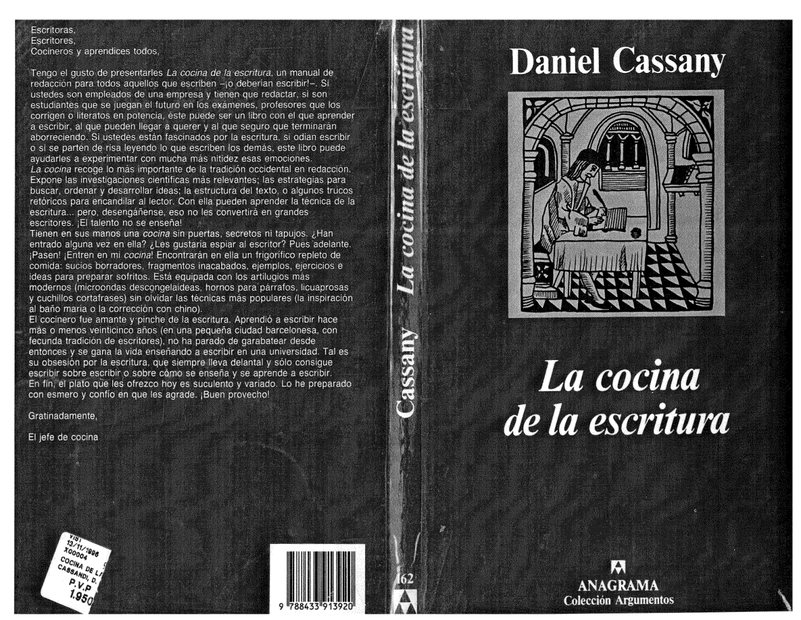 Escritoras,
Escritores,
Cocineros y aprendices todos,
Tengo el gusto de presentarles La cocina de la escritura, un manual de
redacción para todos aquellos que escriben –¡o deberían escribir!–. Si
ustedes son empleados de una empresa y tienen que redactar, si son
estudiantes que se juegan el futuro en los exámenes, profesores que los
corrigen o literatos en potencia, éste puede ser un libro con el que aprender
a escribir, al que pueden llegar a querer y al que seguro que terminarán
aborreciendo. Si ustedes están fascinados por la escritura, si odian escribir
o si se parten de risa leyendo lo que escriben los demás, este libro puede
ayudarles a experimentar con mucha más nitidez esas emociones.
La cocina recoge lo más importante de la tradición occidental en redacción.
Expone las investigaciones científicas más relevantes; las estrategias para
buscar, ordenar y desarrollar ideas; la estructura del texto, o algunos trucos
retóricos para encandilar al lector. Con ella pueden aprender la técnica de la
escritura... pero, desengáñense, eso no les convertirá en grandes
escritores. ¡El talento no se enseña!
Tienen en sus manos una cocina sin puertas, secretos ni tapujos. ¿Han
entrado alguna vez en ella? ¿Les gustaría espiar al escritor? Pues adelante.
¡Pasen! ¡Entren en mi cocina! Encontrarán en ella un frigorífico repleto de
comida: sucios borradores, fragmentos inacabados, ejemplos, ejercicios e
ideas para preparar sofritos. Está equipada con los artilugios más
modernos (microondas descongelaideas, hornos para párrafos, licuaprosas
y cuchillos cortafrases) sin olvidar las técnicas más populares (la inspiración
al baño maría o la corrección con chino).
El cocinero fue amante y pinche de la escritura. Aprendió a escribir hace
más o menos veinticinco años (en una pequeña ciudad barcelonesa, con
fecunda tradición de escritores), no ha parado de garabatear desde
entonces y se gana la vida enseñando a escribir en una universidad. Tal es
su obsesión por la escritura, que siempre lleva delantal y sólo consigue
escribir sobre escribir o sobre cómo se enseña y se aprende a escribir.
En fin, el plato que les ofrezco hoy es suculento y variado. Lo he preparado
con esmero y confío en que les agrade. ¡Buen provecho!
Gratinadamente,
El jefe de cocina
13/11/1996
X00004
COCINA DE L
CASSANDI, D.
P.V.P
1.950
9 788433 913920
Cassany La cocina de la escritura
162
Daniel Cassany
La cocina
de la escritura
ANAGRAMA
Colección Argumentos